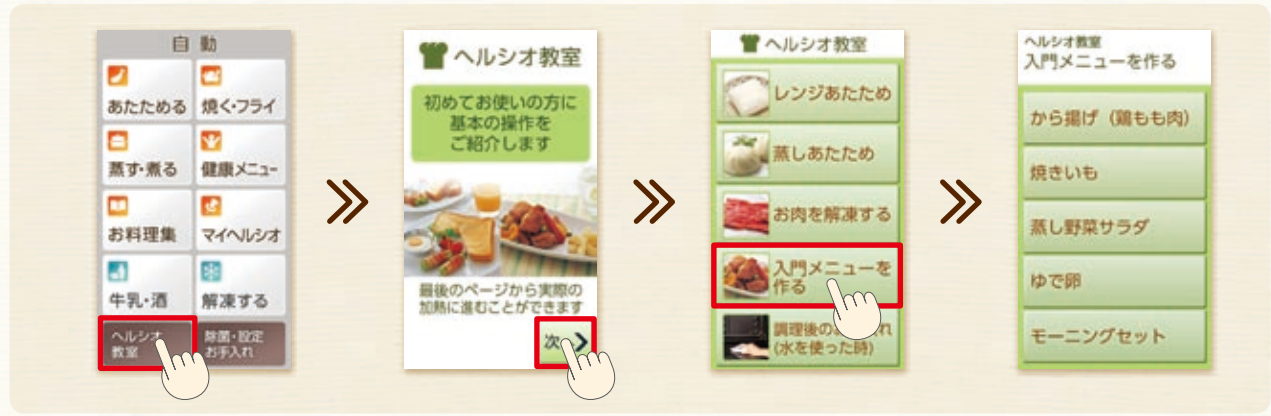 自動
あたためる
焼く・フライ
蒸す・煮る
健康メニュー
お料理集
マイヘルシオ
牛乳・酒
解凍する
ヘルシオ
教室
除菌・設定
お手入れ
ヘルシオ教室
初めてお使いの方に
基本の操作を
ご紹介します
最後のページから実際の
加熱に進むことができます
次へ
ヘルシオ教室
レンジあたため
蒸しあたため
お肉を解凍する
入門メニューを
作る
調理後のお
れ
(水を使った時)
ヘルシオ教室
入門メニューを作る
から揚げ (鶏もも肉)
焼きいも
蒸し野菜サラダ
ゆで卵
モーニングセット